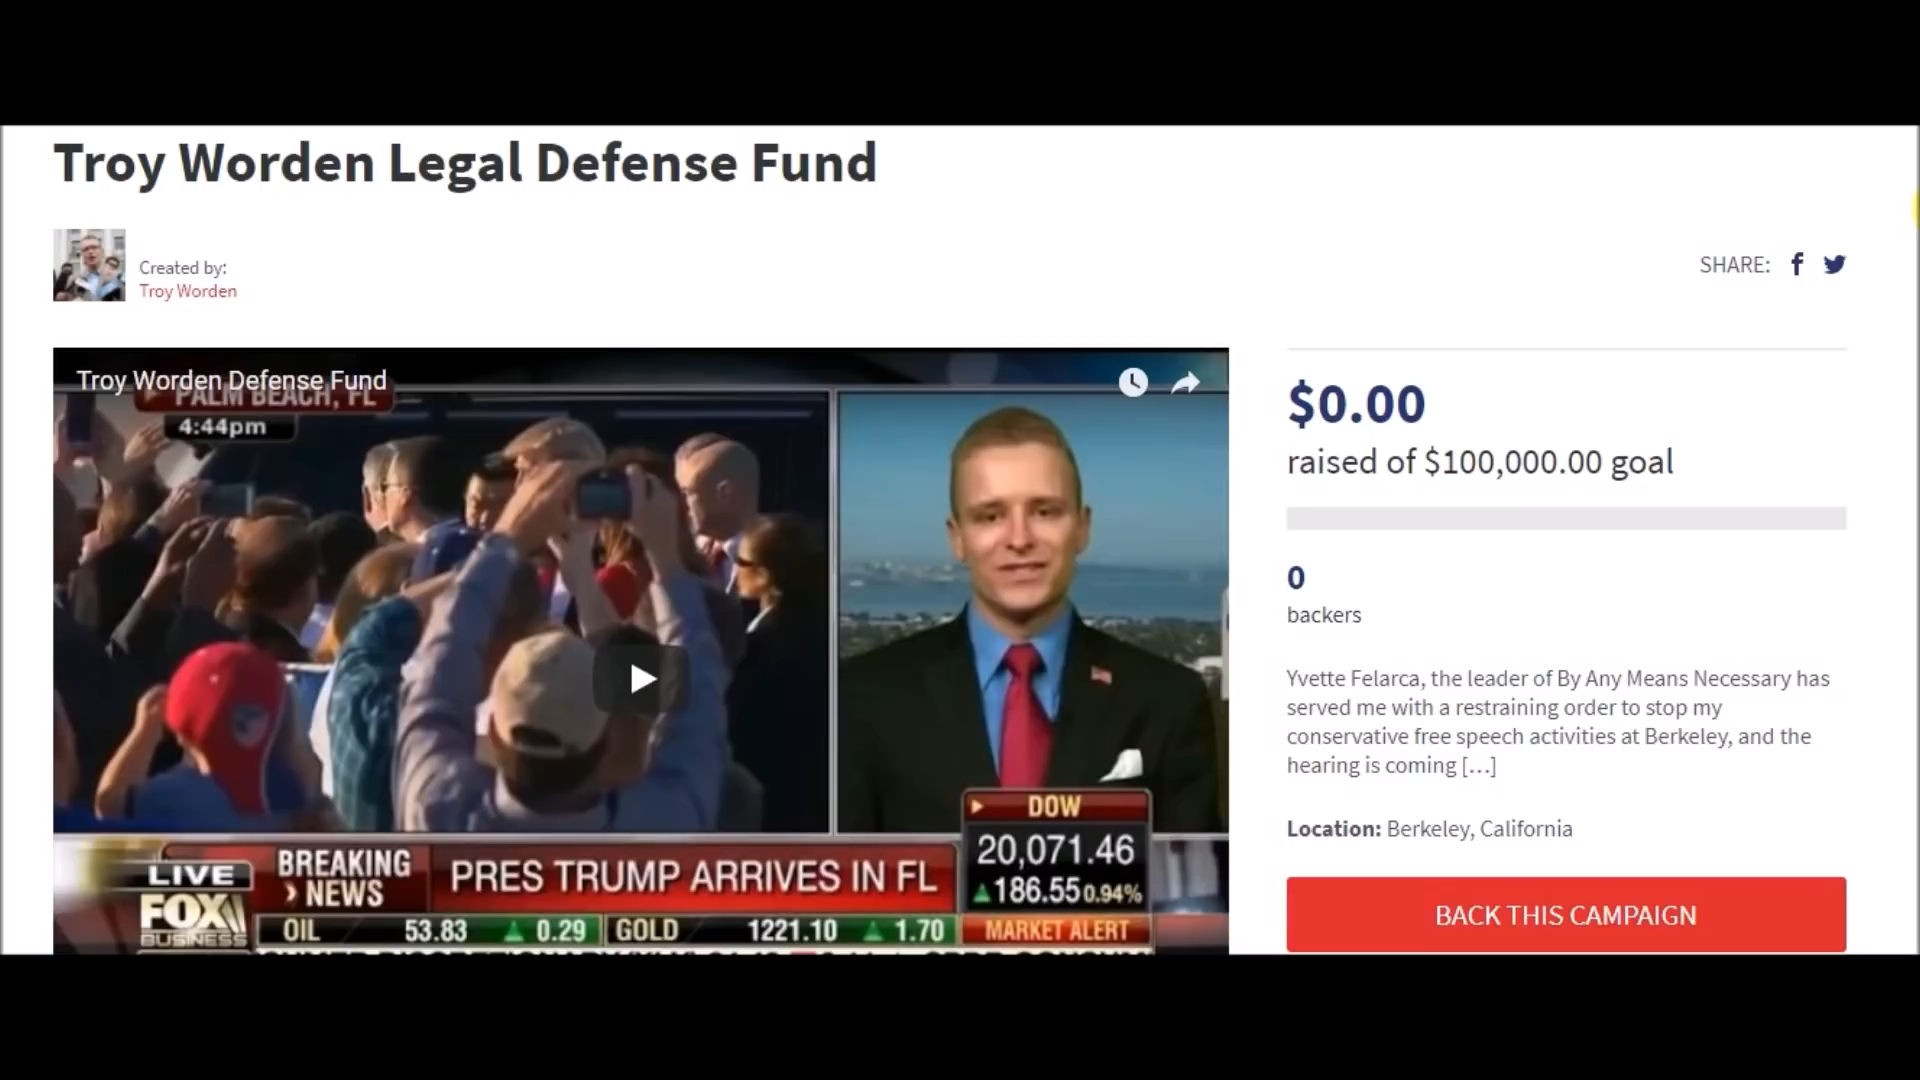 Troy Worden Legal Defense Fund
Created by:
Troy Worden
SHARE:
Troy Worden Defense Fund
PALM BEACH, FL
4:44pm
DOW
20,071.46
186.55 0.94%
LIVE
FOX
BUSINESS
BREAKING
NEWS
PRES TRUMP ARRIVES IN FL
OIL 53.83 0.29 GOLD 1221.10 1.70 MARKET ALERT
$0.00
raised of $100,000.00 goal
0
backers
Yvette Felarca, the leader of By Any Means Necessary has
served me with a restraining order to stop my
conservative free speech activities at Berkeley, and the
hearing is coming [...]
Location: Berkeley, California
BACK THIS CAMPAIGN